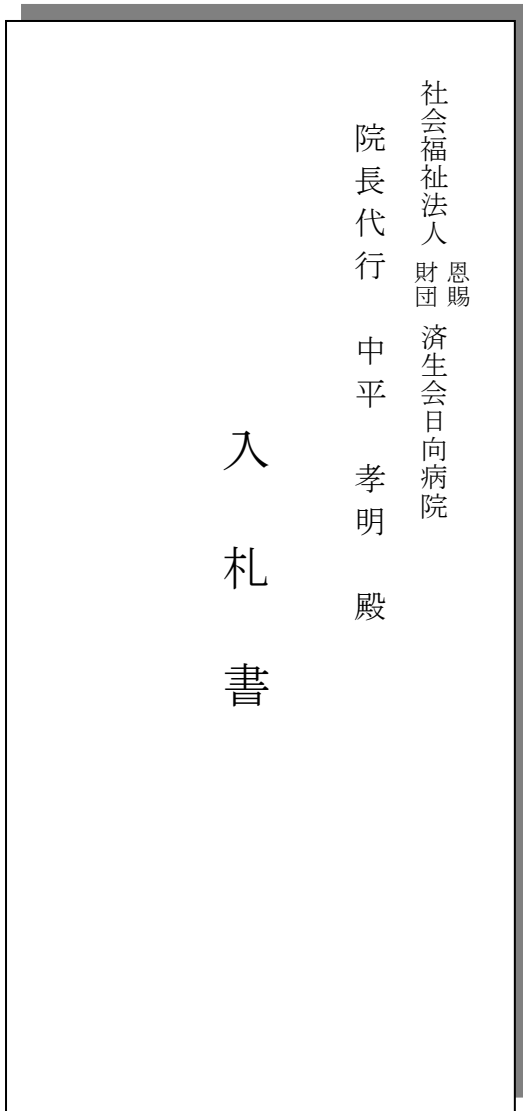 社会福祉法人 恩賜財団 済生会日向病院
院長代行 中平 孝明 殿
入札書